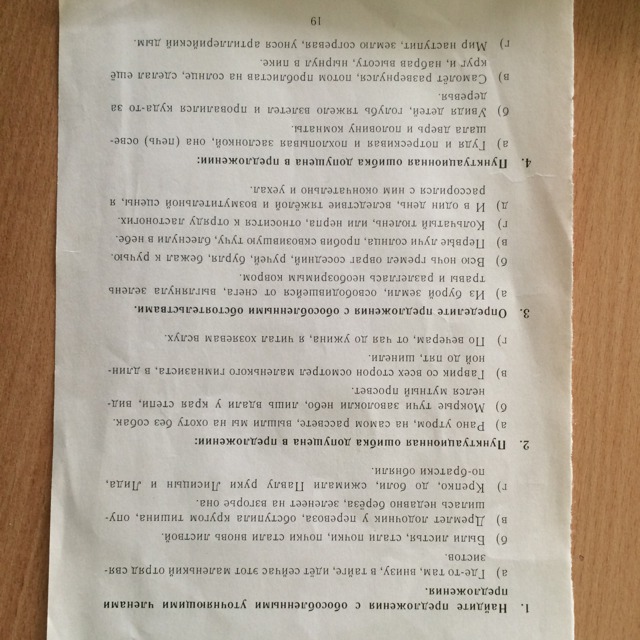 1. Найдите предложения с обособленными уточняющими членами
предложения.
а) Где-то там, внизу, в тайге, идёт сейчас этот маленький отряд свя-
зистов.
б) Были листья, стали почки, почки стали вновь листвой.
в) Дремлет лодочник у перевоза, обступила кругом тишина, опу-
шилась недавно берёза, зеленеет на взгорье она.
г) Крепко, до боли, сжимали Павлу руки Лисицын и Лида,
по-братски обняли.
2. Пунктуационная ошибка допущена в предложении:
а) Рано утром, на самом рассвете, вышли мы на охоту без собак.
б) Мокрые тучи заволокли небо, лишь вдали у края степи, вид-
нелся мутный просвет.
в) Гаврик со всех сторон осмотрел маленького гимназиста, в длин-
ной до пят, шинели.
г) По вечерам, от чая до ужина, я читал хозяевам вслух.
3. Определите предложения с обособленными обстоятельствами.
а) Из бурой земли, освободившейся от снега, выглянула зелень
травы и разлеглась необозримым ковром.
б) Всю ночь гремел овраг соседний, ручей, бурля, бежал к ручью.
в) Первые лучи солнца, пробив сквозившую тучу, блеснули в небе.
г) Кольчатый тюлень, или нерпа, относится к отряду ластоногих.
д) И в один день, вследствие тяжёлой и возмутительной сцены, я
рассорился с ним окончательно и уехал.
4. Пунктуационная ошибка допущена в предложении:
а) Гудя и потрескивая и похлопывая заслонкой, она (печь) осве-
щала дверь и половину комнаты.
б) Увидя детей, голубь тяжело взлетел и провалился куда-то за
деревья.
в) Самолёт развернулся, потом проблистав на солнце, сделал ещё
круг и, набрав высоту, нырнул в пике.
г) Мир наступит, землю согревая, унося артиллерийский дым.
19